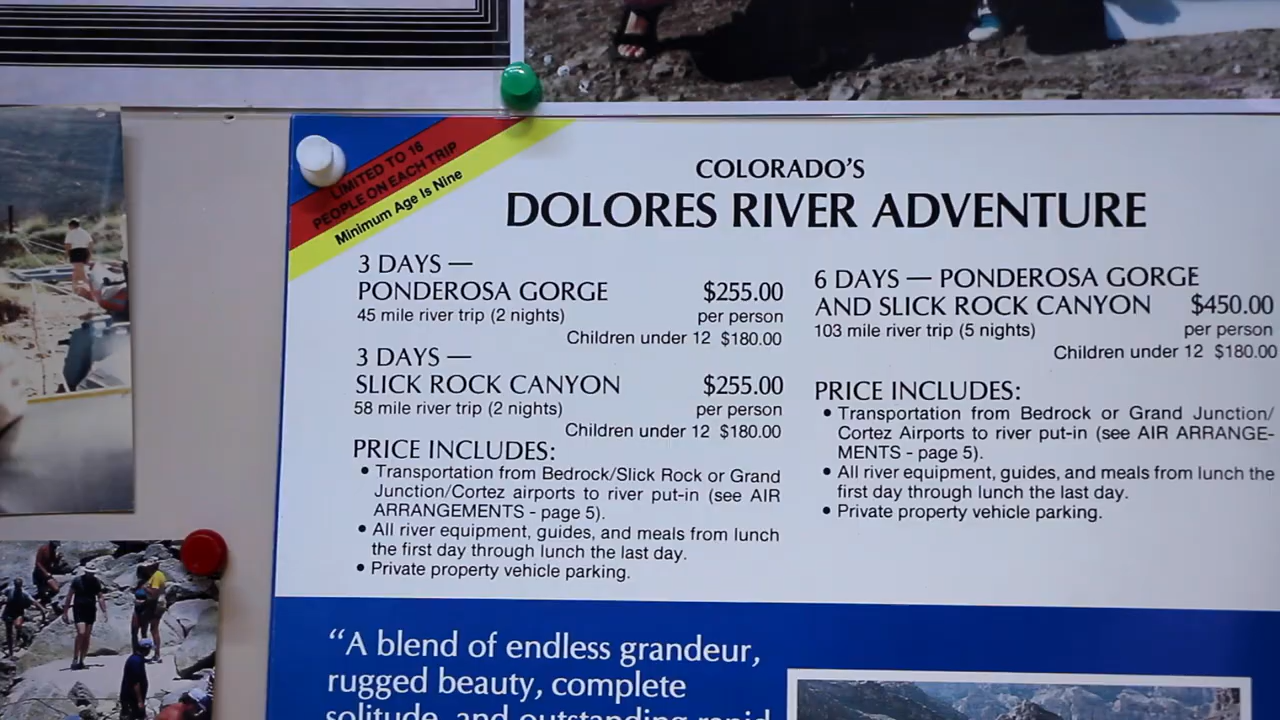 LIMITED TO 16
PEOPLE ON EACH TRIP
Minimum Age Is Nine
COLORADO'S
DOLORES RIVER ADVENTURE
3 DAYS —
PONDEROSA GORGE $255.00
45 mile river trip (2 nights) per person
Children under 12 $180.00
3 DAYS —
SLICK ROCK CANYON $255.00
58 mile river trip (2 nights) per person
Children under 12 $180.00
PRICE INCLUDES:
• Transportation from Bedrock/Slick Rock or Grand
Junction/Cortez airports to river put-in (see AIR
ARRANGEMENTS - page 5).
• All river equipment, guides, and meals from lunch
the first day through lunch the last day.
• Private property vehicle parking.
6 DAYS — PONDEROSA GORGE
AND SLICK ROCK CANYON $450.00
103 mile river trip (5 nights) per person
Children under 12 $180.00
PRICE INCLUDES:
• Transportation from Bedrock or Grand Junction/
Cortez Airports to river put-in (see AIR ARRANGE-
MENTS - page 5).
• All river equipment, guides, and meals from lunch the
first day through lunch the last day.
• Private property vehicle parking.
“A blend of endless grandeur,
rugged beauty, complete
solitude, and outstanding rapid